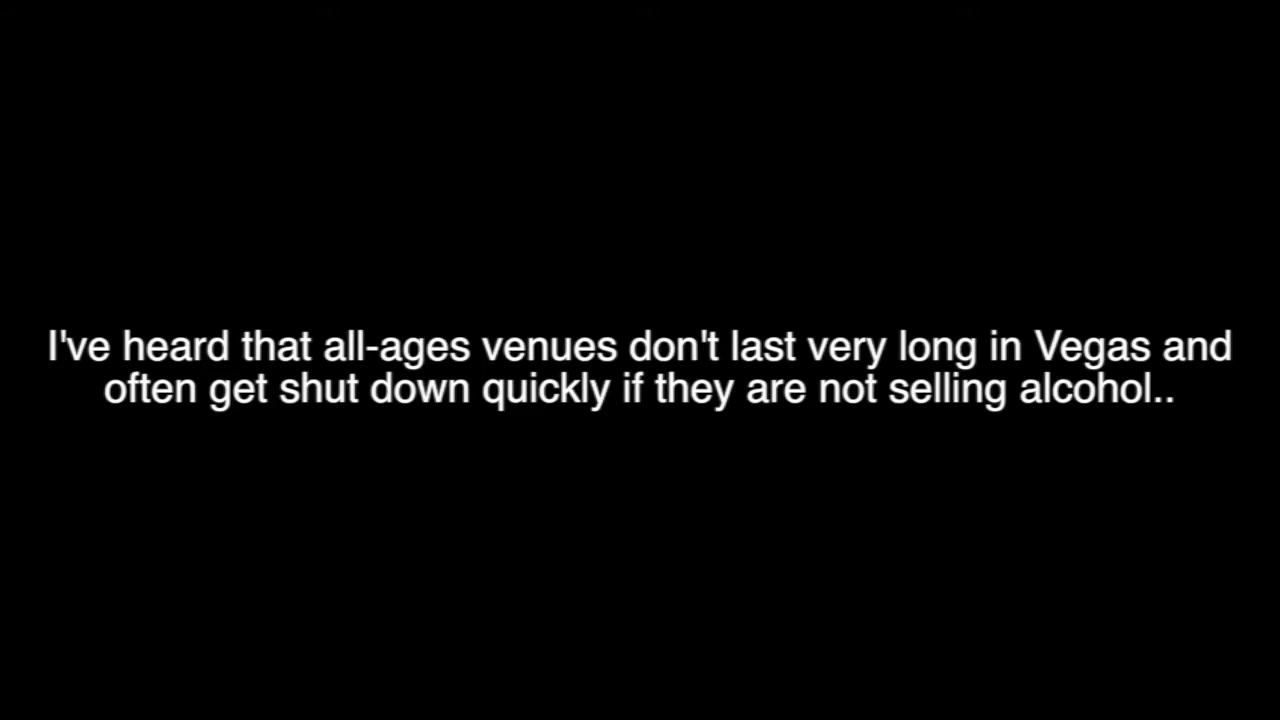 I've heard that all-ages venues don't last very long in Vegas and
often get shut down quickly if they are not selling alcohol..